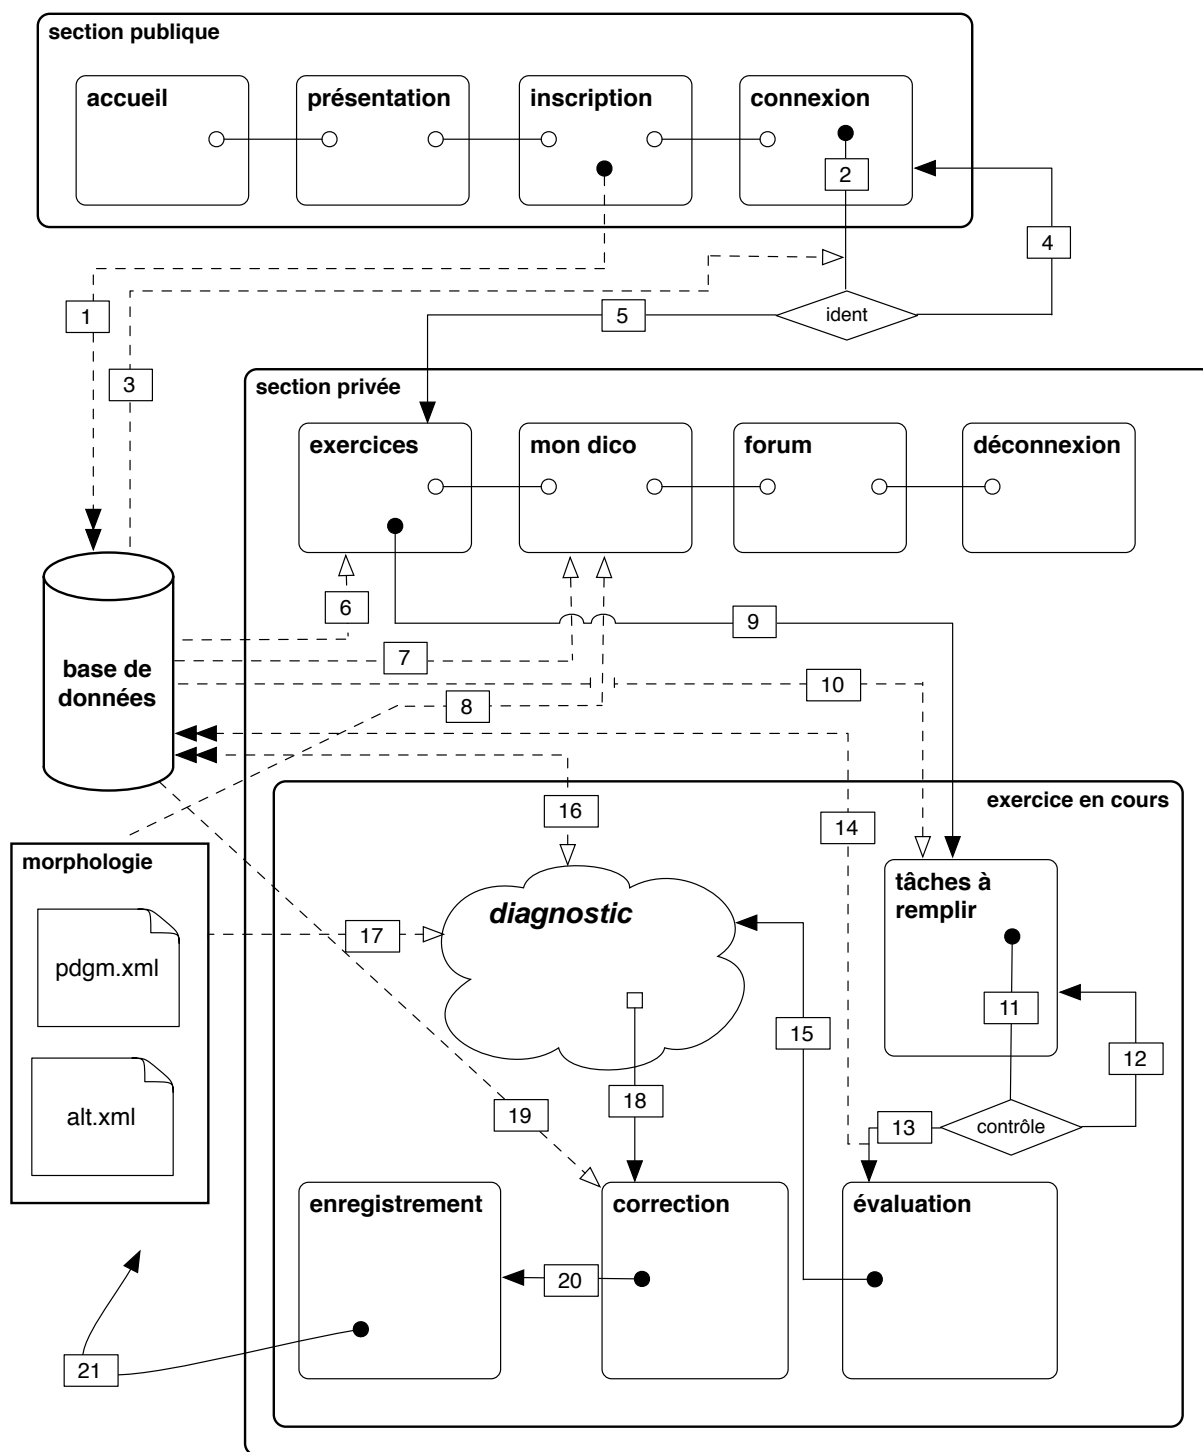 section publique
accueil
présentation
inscription
connexion
2
4
1
5
ident
3
section privée
exercices
mon dico
forum
déconnexion
6
9
7
base de
données
10
8
exercice en cours
16
14
morphologie
tâches à
remplir
diagnostic
17
pdgm.xml
11
15
12
18
19
alt.xml
13
contrôle
enregistrement
correction
évaluation
20
21